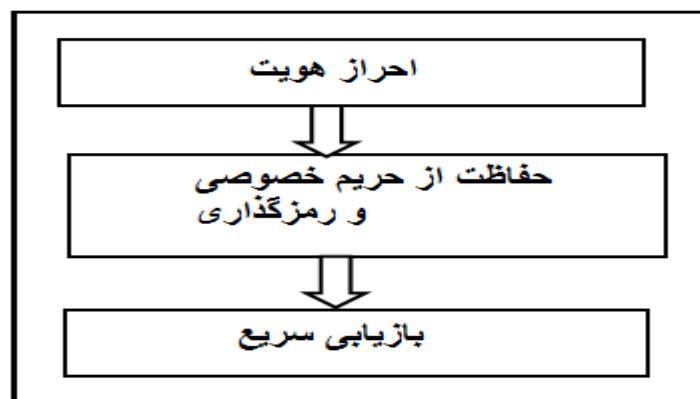 احراز هویت
حفاظت از حریم خصوصی
و رمزگذاری
بازیابی سریع